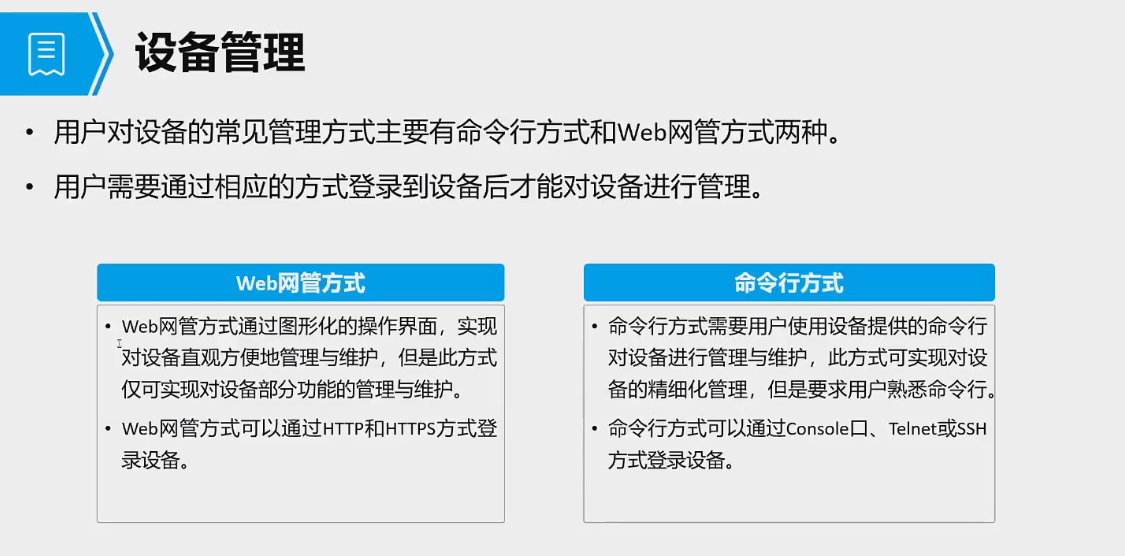 设备管理
• 用户对设备的常见管理方式主要有命令行方式和Web网管方式两种。
• 用户需要通过相应的方式登录到设备后才能对设备进行管理。
Web网管方式
• Web网管方式通过图形化的操作界面，实现
对设备直观方便地管理与维护，但是此方式
仅可实现对设备部分功能的管理与维护。
• Web网管方式可以通过HTTP和HTTPS方式登
录设备。
命令行方式
• 命令行方式需要用户使用设备提供的命令行
对设备进行管理与维护，此方式可实现对设
备的精细化管理，但是要求用户熟悉命令行。
• 命令行方式可以通过Console口、Telnet或SSH
方式登录设备。